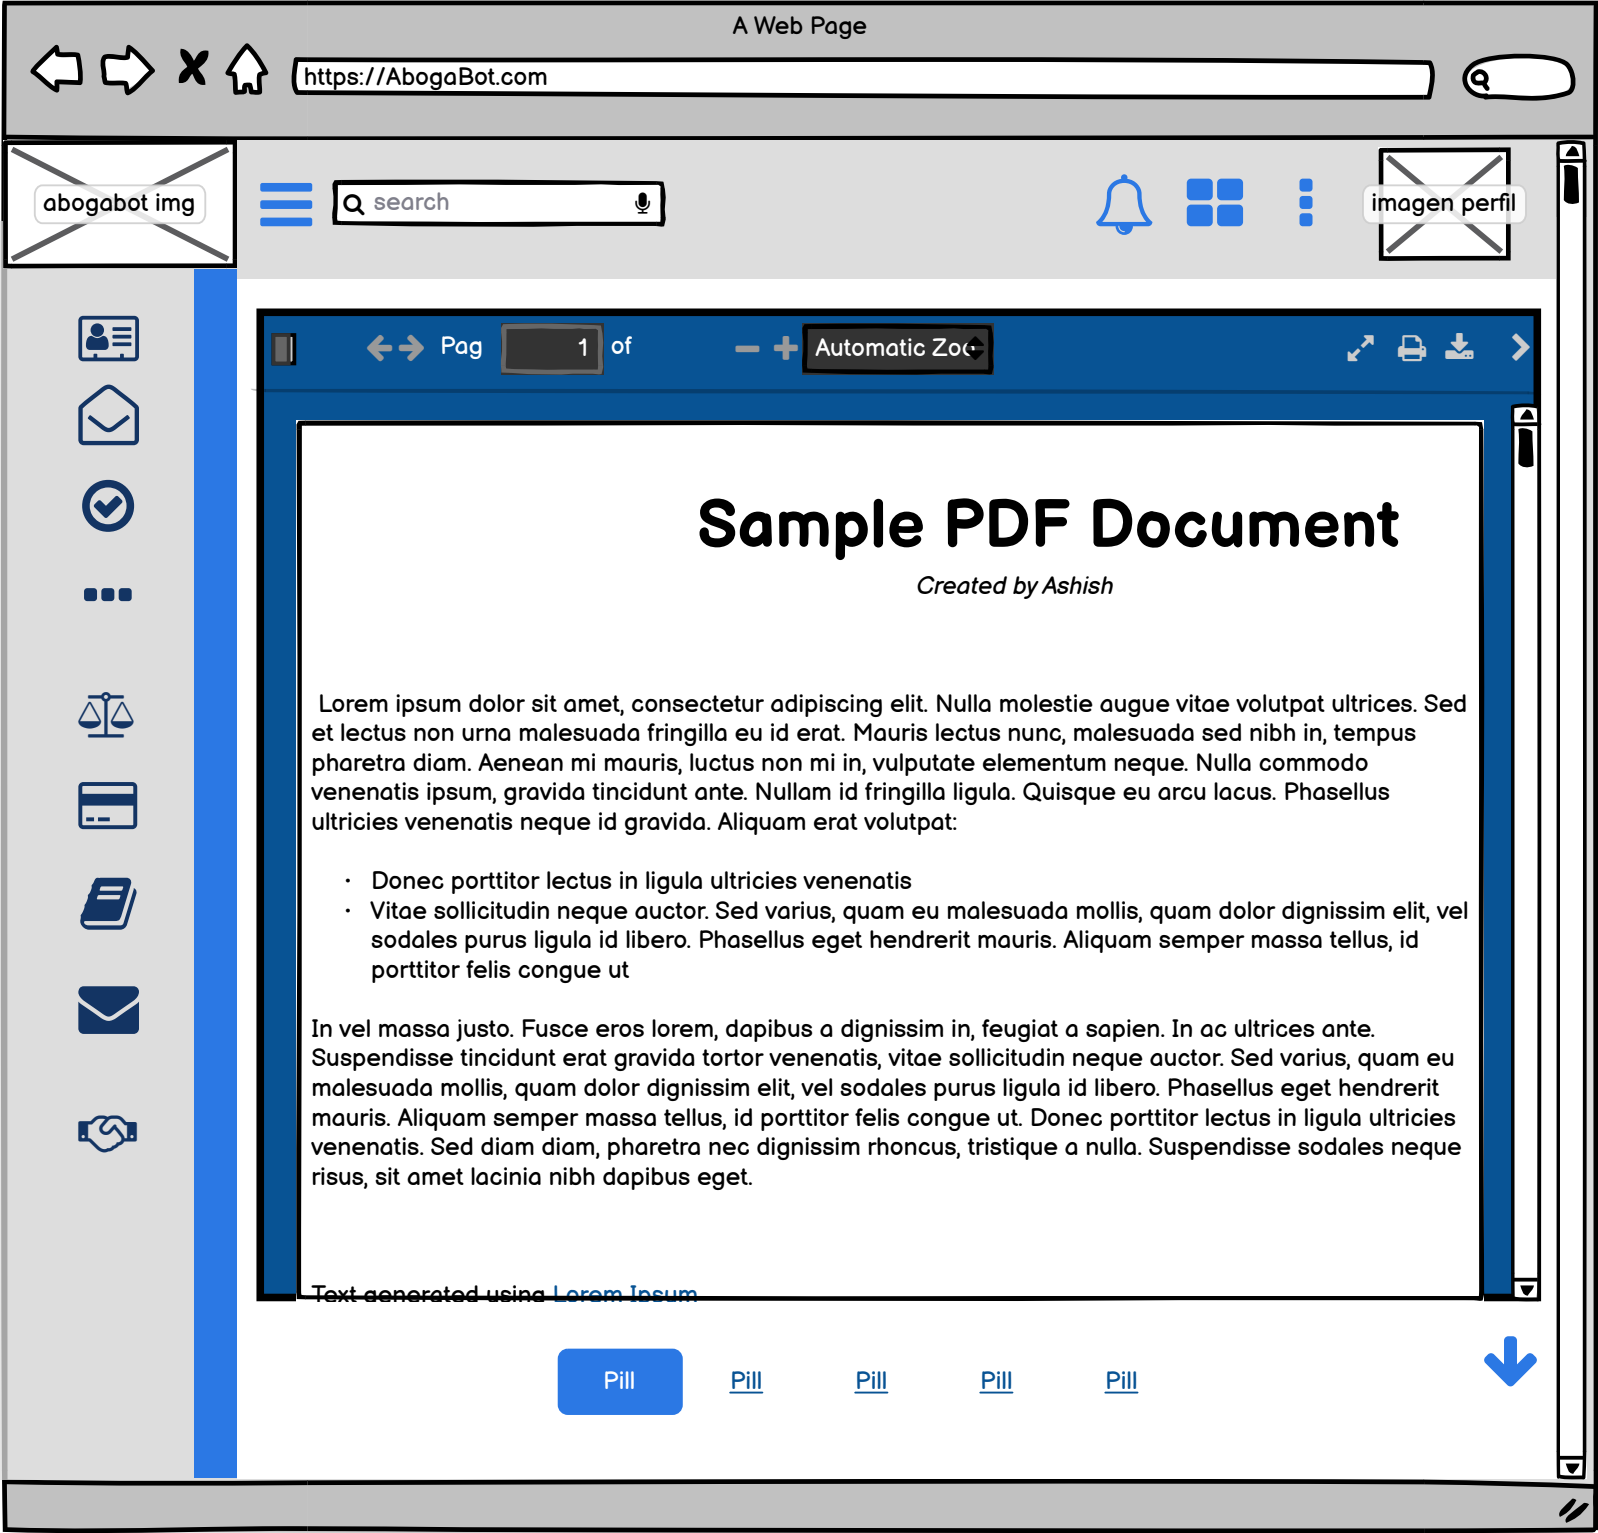 A Web Page
https://AbogaBot.com
abogabot img
search
imagen perfil
Pag 1 of
Automatic Zoo
Sample PDF Document
Created by Ashish
Lorem ipsum dolor sit amet, consectetur adipiscing elit. Nulla molestie augue vitae volutpat ultrices. Sed
et lectus non urna malesuada fringilla eu id erat. Mauris lectus nunc, malesuada sed nibh in, tempus
pharetra diam. Aenean mi mauris, luctus non mi in, vulputate elementum neque. Nulla commodo
venenatis ipsum, gravida tincidunt ante. Nullam id fringilla ligula. Quisque eu arcu lacus. Phasellus
ultricies venenatis neque id gravida. Aliquam erat volutpat:
· Donec porttitor lectus in ligula ultricies venenatis
· Vitae sollicitudin neque auctor. Sed varius, quam eu malesuada mollis, quam dolor dignissim elit, vel
sodales purus ligula id libero. Phasellus eget hendrerit mauris. Aliquam semper massa tellus, id
porttitor felis congue ut
In vel massa justo. Fusce eros lorem, dapibus a dignissim in, feugiat a sapien. In ac ultrices ante.
Suspendisse tincidunt erat gravida tortor venenatis, vitae sollicitudin neque auctor. Sed varius, quam eu
malesuada mollis, quam dolor dignissim elit, vel sodales purus ligula id libero. Phasellus eget hendrerit
mauris. Aliquam semper massa tellus, id porttitor felis congue ut. Donec porttitor lectus in ligula ultricies
venenatis. Sed diam diam, pharetra nec dignissim rhoncus, tristique a nulla. Suspendisse sodales neque
risus, sit amet lacinia nibh dapibus eget.
Text generated using Lorem Ipsum
Pill Pill Pill Pill Pill